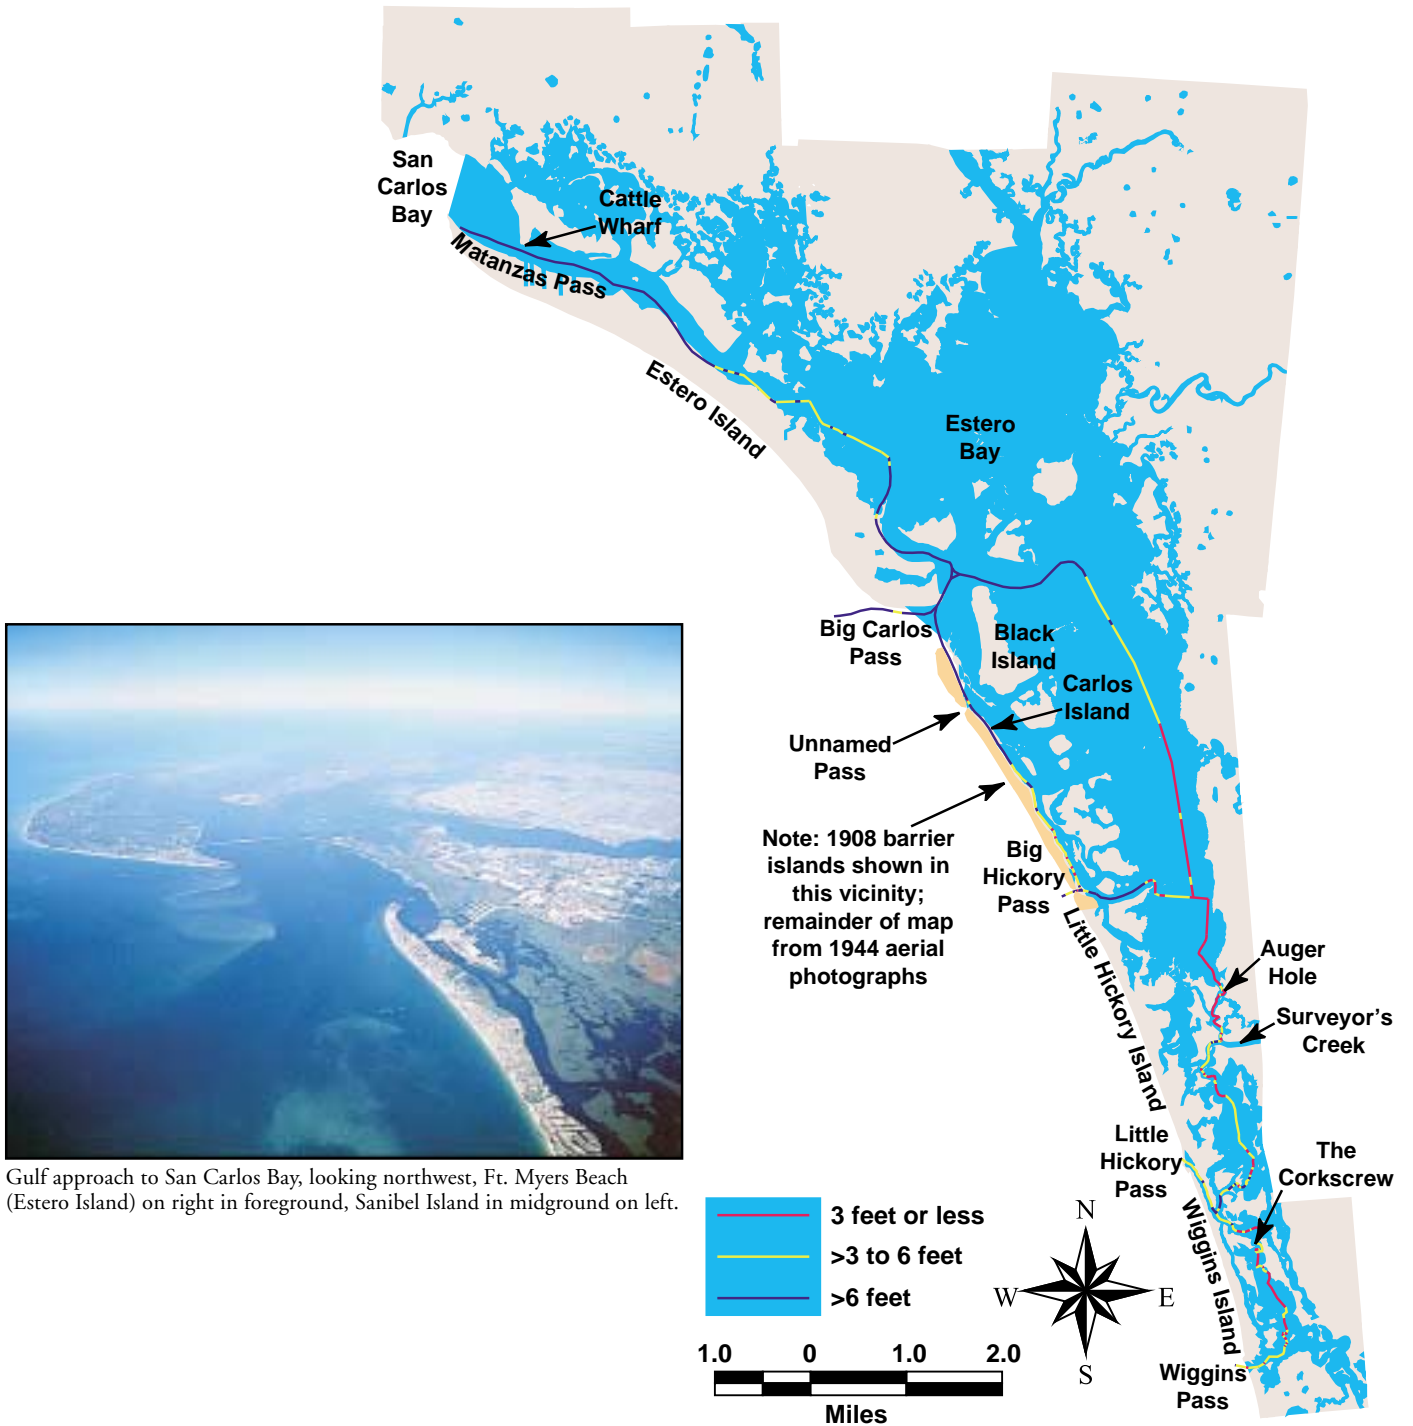 San
Carlos
Bay
Cattle
Wharf
Matanzas Pass
Estero Island
Estero
Bay
Big Carlos
Pass
Black
Island
Carlos
Island
Unnamed
Pass
Note: 1908 barrier
islands shown in
this vicinity;
remainder of map
from 1944 aerial
photographs
Big
Hickory
Pass
Little Hickory Island
Auger
Hole
Surveyor's
Creek
Little
Hickory
Pass
The
Corkscrew
Wiggins Island
Wiggins
Pass
Gulf approach to San Carlos Bay, looking northwest, Ft. Myers Beach
(Estero Island) on right in foreground, Sanibel Island in midground on left.
3 feet or less
>3 to 6 feet
>6 feet
N
W E
S
1.0 0 1.0 2.0
Miles